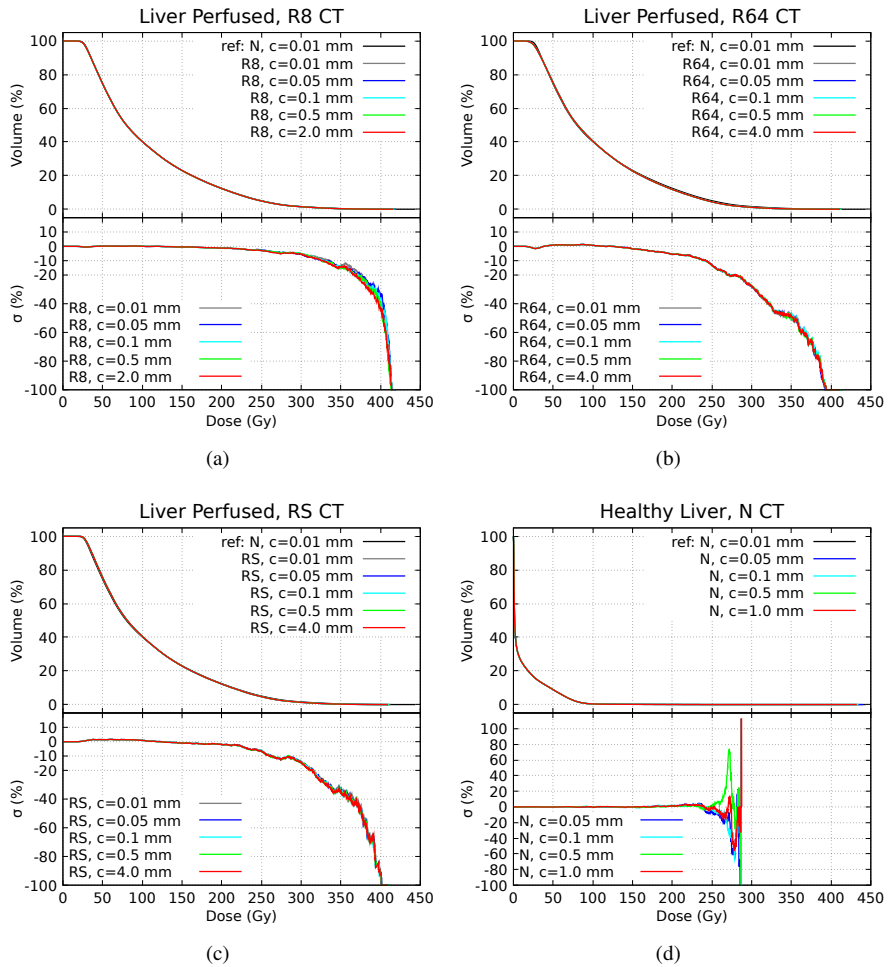 Liver Perfused, R8 CT
100
80
60
40
20
0
Volume (%)
ref: N, c=0.01 mm
R8, c=0.01 mm
R8, c=0.05 mm
R8, c=0.1 mm
R8, c=0.5 mm
R8, c=2.0 mm
10
0
-10
-20
-40
-60
-80
-100
σ (%)
R8, c=0.01 mm
R8, c=0.05 mm
R8, c=0.1 mm
R8, c=0.5 mm
R8, c=2.0 mm
0 50 100 150 200 250 300 350 400 450
Dose (Gy)
(a)
Liver Perfused, R64 CT
100
80
60
40
20
0
Volume (%)
ref: N, c=0.01 mm
R64, c=0.01 mm
R64, c=0.05 mm
R64, c=0.1 mm
R64, c=0.5 mm
R64, c=4.0 mm
10
0
-10
-20
-40
-60
-80
-100
σ (%)
R64, c=0.01 mm
R64, c=0.05 mm
R64, c=0.1 mm
R64, c=0.5 mm
R64, c=4.0 mm
0 50 100 150 200 250 300 350 400 450
Dose (Gy)
(b)
Liver Perfused, RS CT
100
80
60
40
20
0
Volume (%)
ref: N, c=0.01 mm
RS, c=0.01 mm
RS, c=0.05 mm
RS, c=0.1 mm
RS, c=0.5 mm
RS, c=4.0 mm
10
0
-10
-20
-40
-60
-80
-100
σ (%)
RS, c=0.01 mm
RS, c=0.05 mm
RS, c=0.1 mm
RS, c=0.5 mm
RS, c=4.0 mm
0 50 100 150 200 250 300 350 400 450
Dose (Gy)
(c)
Healthy Liver, N CT
100
80
60
40
20
0
Volume (%)
ref: N, c=0.01 mm
N, c=0.05 mm
N, c=0.1 mm
N, c=0.5 mm
N, c=1.0 mm
100
80
60
40
20
0
-20
-40
-60
-80
-100
σ (%)
N, c=0.05 mm
N, c=0.1 mm
N, c=0.5 mm
N, c=1.0 mm
0 50 100 150 200 250 300 350 400 450
Dose (Gy)
(d)